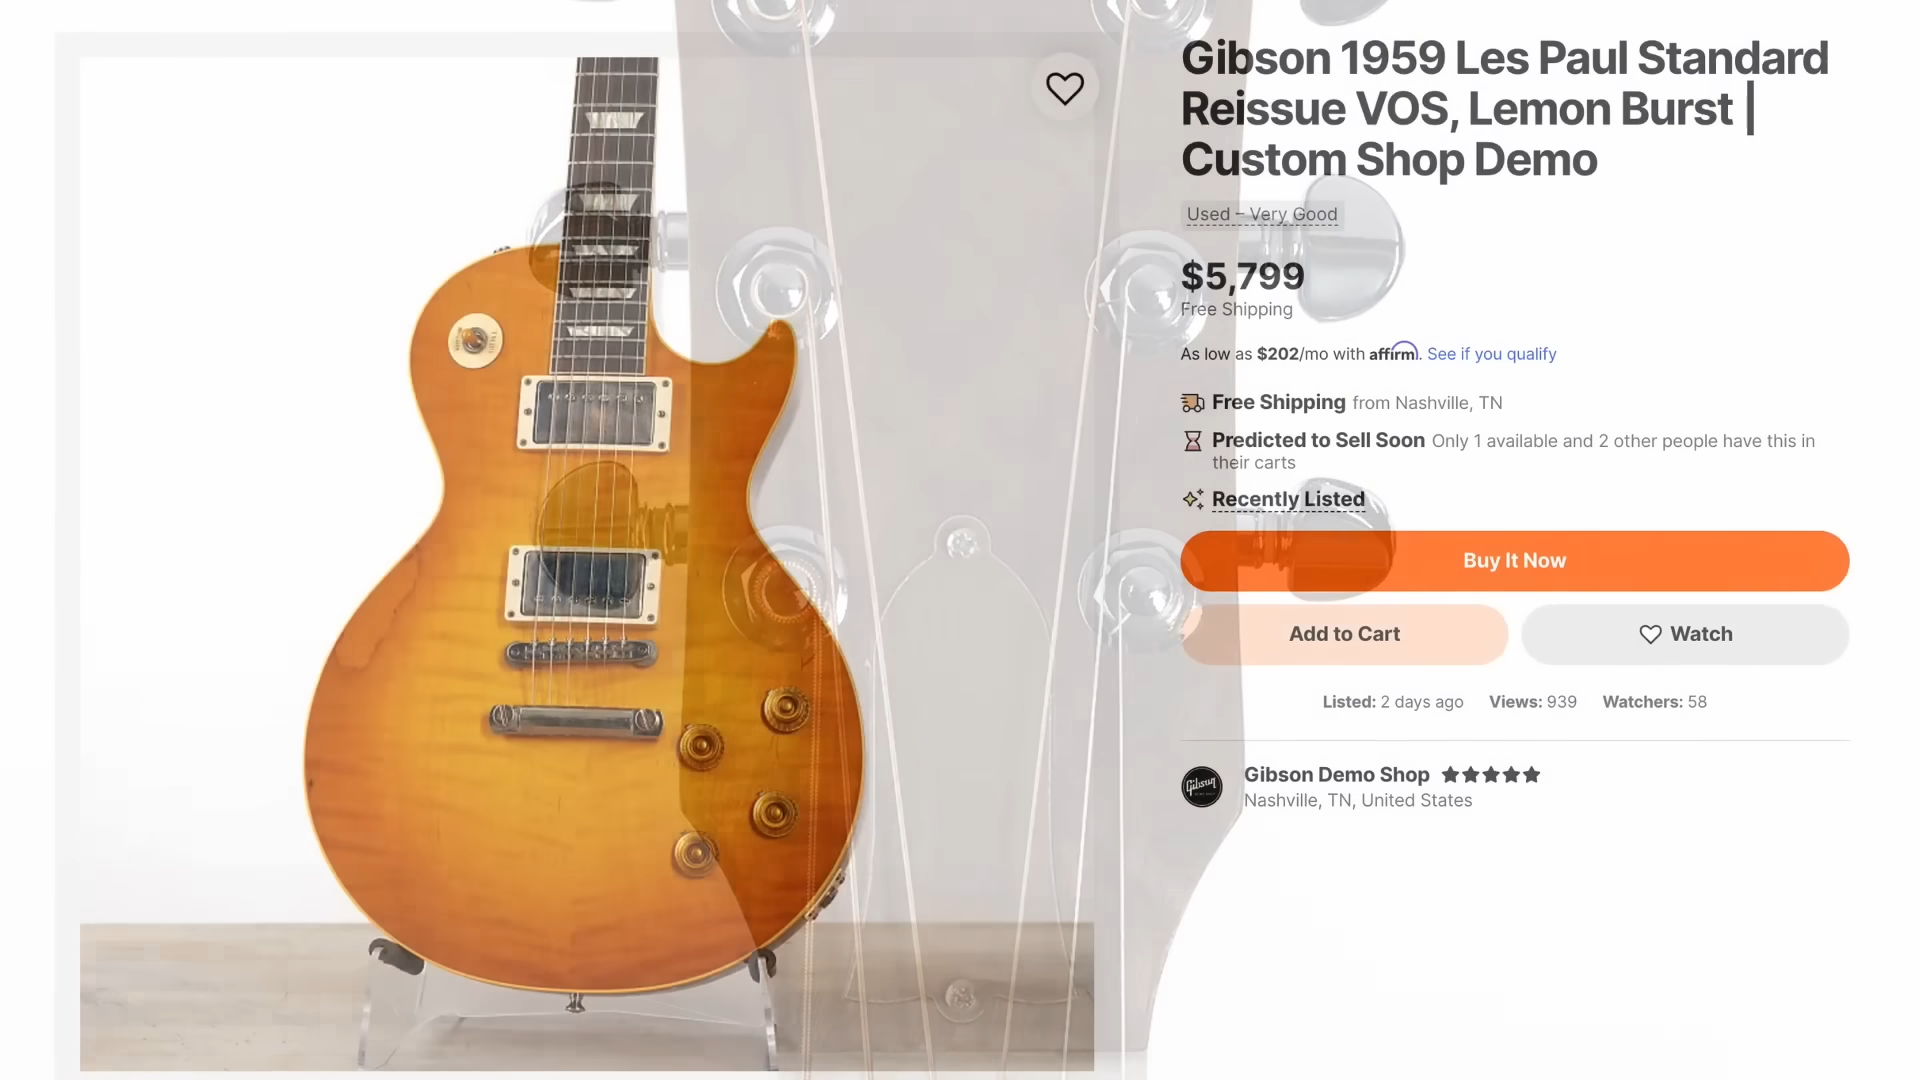 Gibson 1959 Les Paul Standard
Reissue VOS, Lemon Burst |
Custom Shop Demo
Used – Very Good
$5,799
Free Shipping
As low as $202/mo with affirm. See if you qualify
Free Shipping from Nashville, TN
Predicted to Sell Soon Only 1 available and 2 other people have this in
their carts
Recently Listed
Buy It Now
Add to Cart
Watch
Listed: 2 days ago Views: 939 Watchers: 58
Gibson
Gibson Demo Shop
Nashville, TN, United States